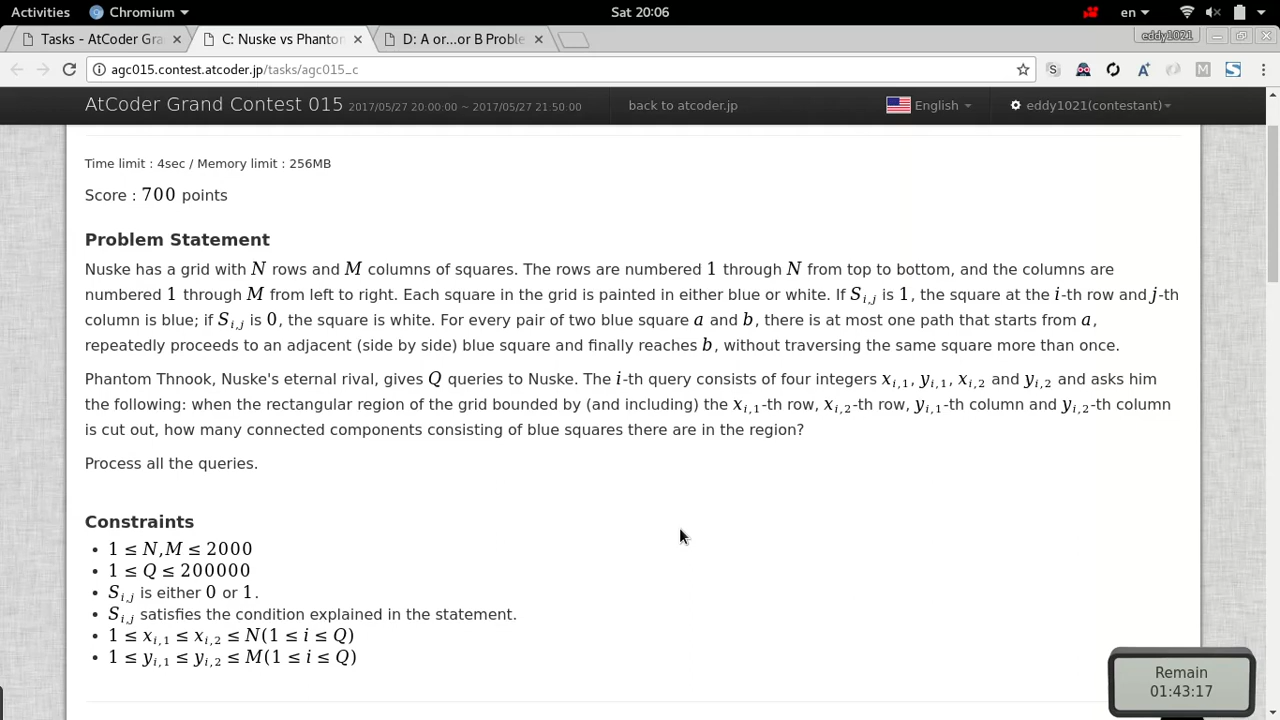 Activities Chromium Sat 20:06 en
Tasks - AtCoder Gra C: Nuske vs Phanton D: A or...or B Proble eddy1021
agc015.contest.atcoder.jp/tasks/agc015_c
AtCoder Grand Contest 015 2017/05/27 20:00:00 ~ 2017/05/27 21:50:00 back to atcoder.jp English eddy1021(contestant)
Time limit : 4sec / Memory limit : 256MB
Score : 700 points
Problem Statement
Nuske has a grid with N rows and M columns of squares. The rows are numbered 1 through N from top to bottom, and the columns are
numbered 1 through M from left to right. Each square in the grid is painted in either blue or white. If S_{i,j} is 1, the square at the i-th row and j-th
column is blue; if S_{i,j} is 0, the square is white. For every pair of two blue square a and b, there is at most one path that starts from a,
repeatedly proceeds to an adjacent (side by side) blue square and finally reaches b, without traversing the same square more than once.
Phantom Thnook, Nuske's eternal rival, gives Q queries to Nuske. The i-th query consists of four integers x_{i,1}, y_{i,1}, x_{i,2} and y_{i,2} and asks him
the following: when the rectangular region of the grid bounded by (and including) the x_{i,1}-th row, x_{i,2}-th row, y_{i,1}-th column and y_{i,2}-th column
is cut out, how many connected components consisting of blue squares there are in the region?
Process all the queries.
Constraints
• 1 ≤ N,M ≤ 2000
• 1 ≤ Q ≤ 200000
• S_{i,j} is either 0 or 1.
• S_{i,j} satisfies the condition explained in the statement.
• 1 ≤ x_{i,1} ≤ x_{i,2} ≤ N(1 ≤ i ≤ Q)
• 1 ≤ y_{i,1} ≤ y_{i,2} ≤ M(1 ≤ i ≤ Q)
Remain
01:43:17